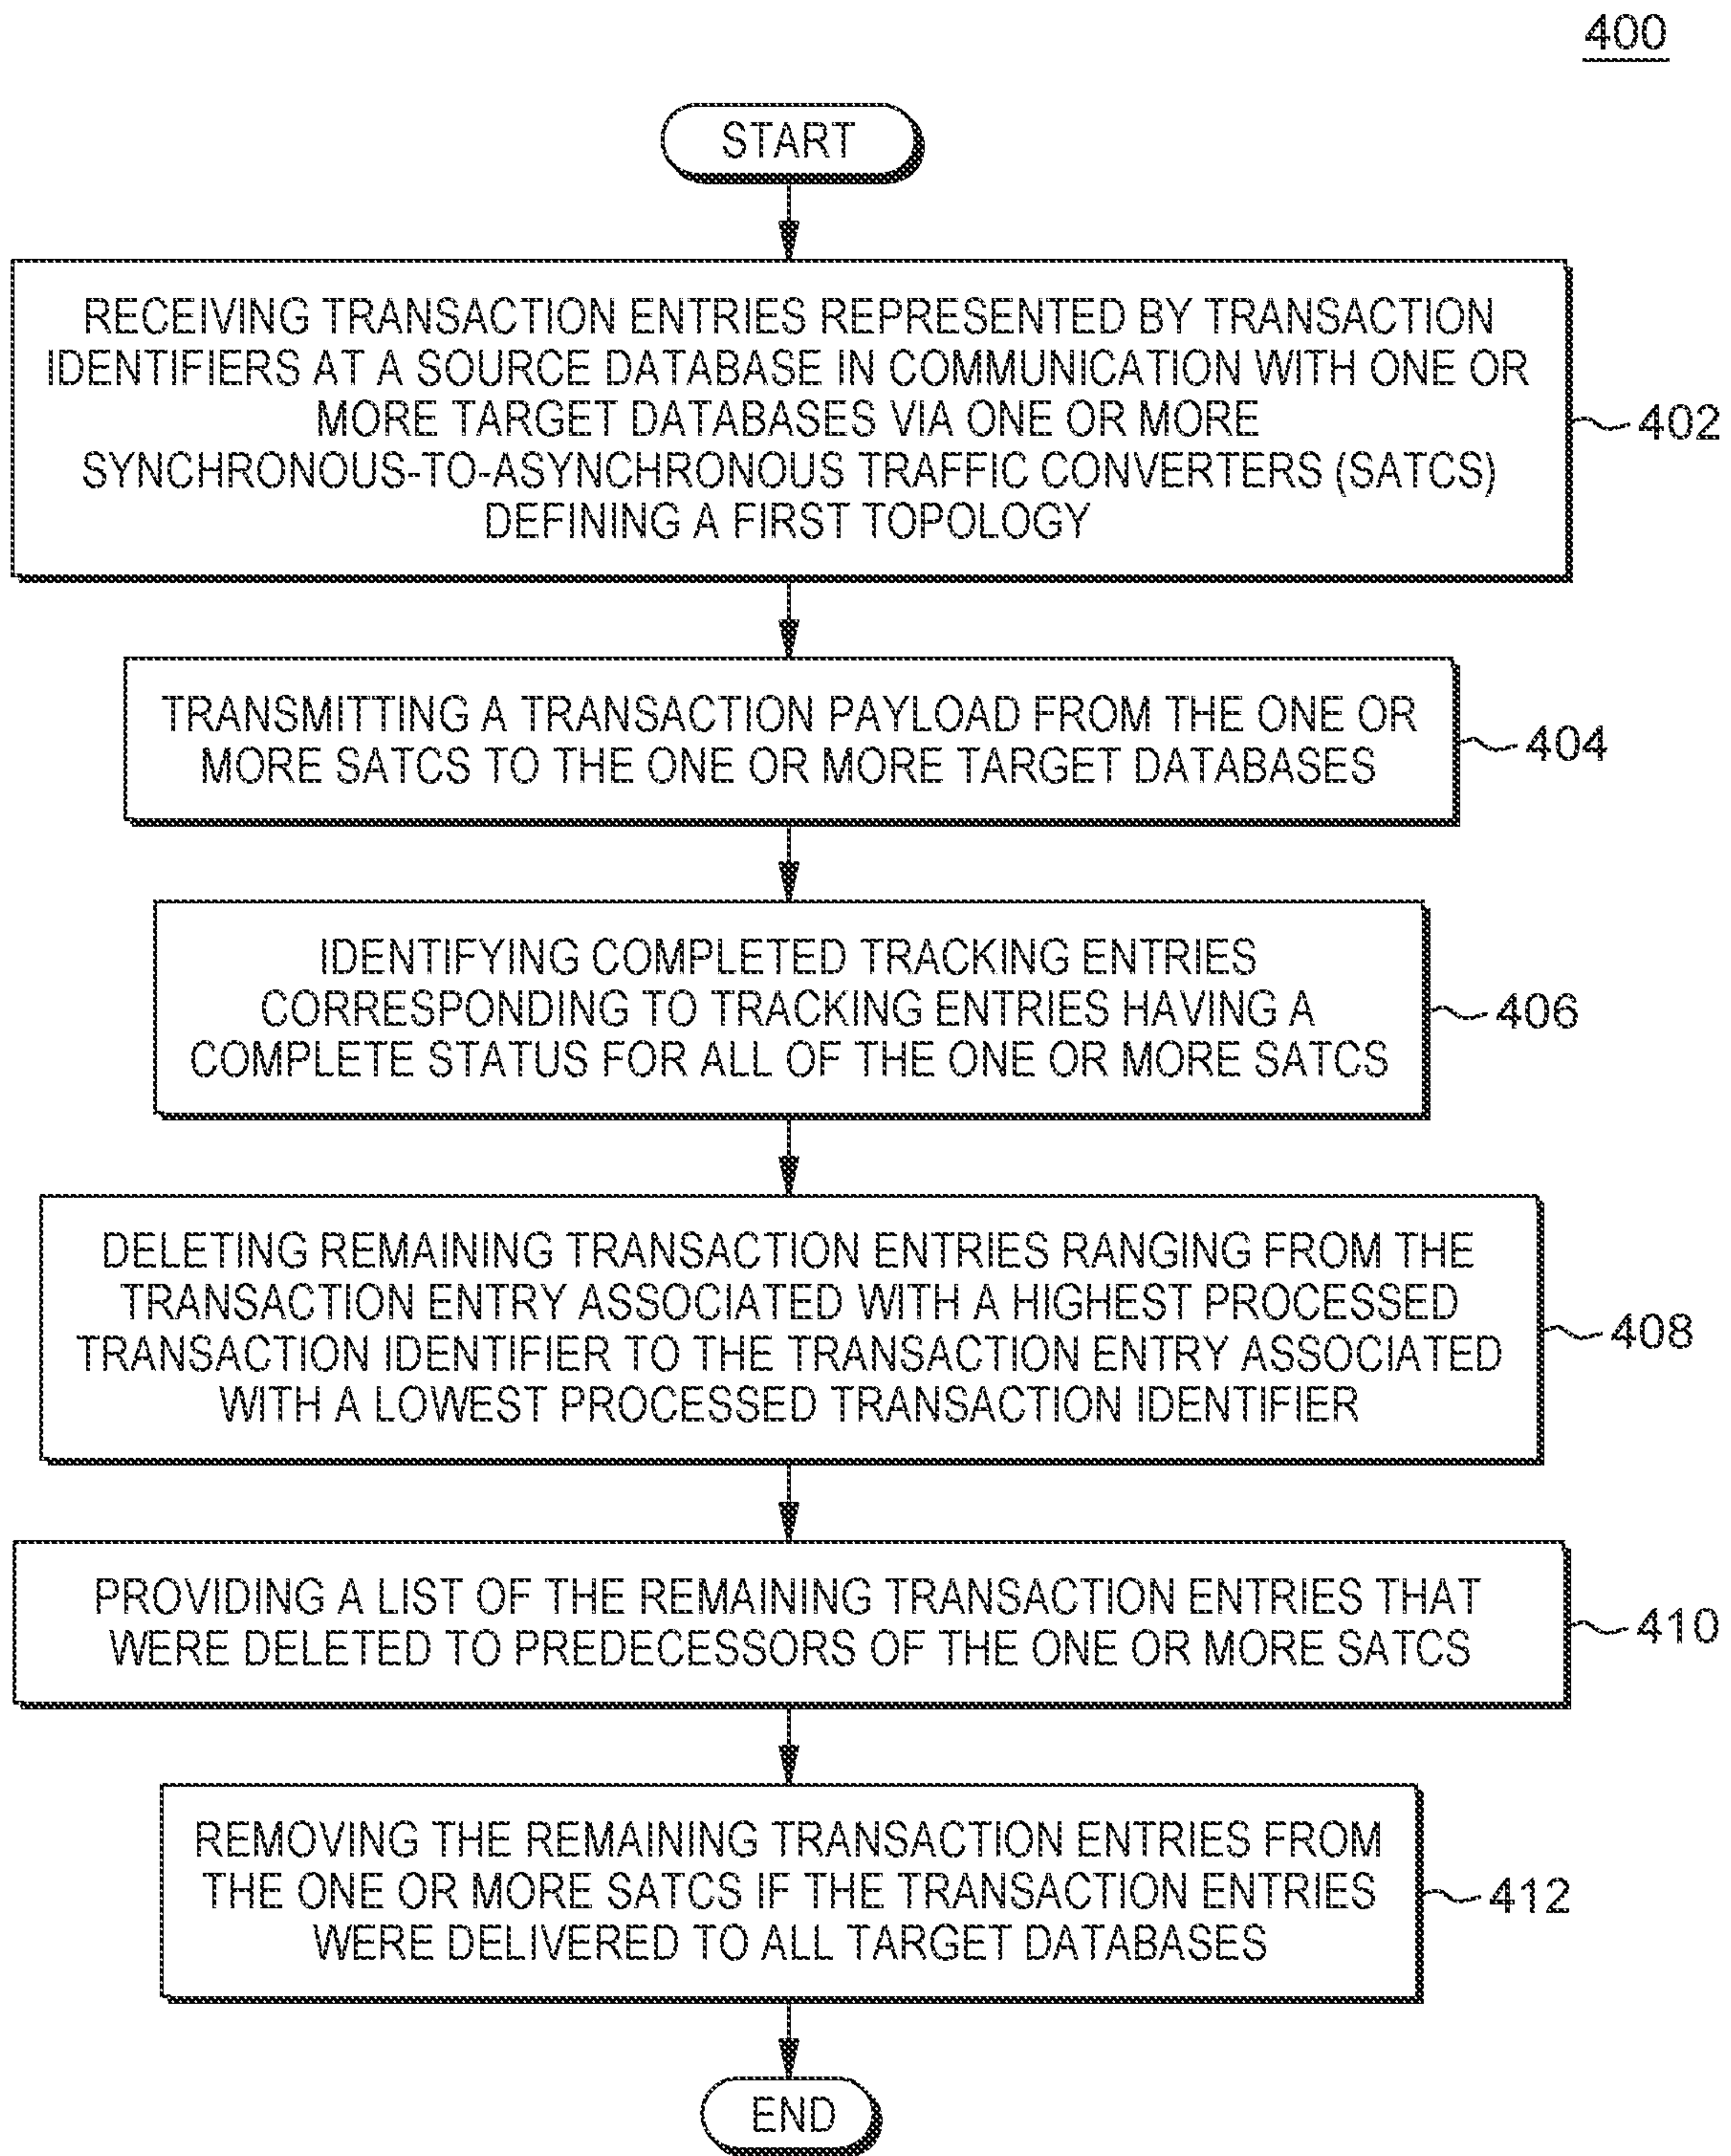 400
START
RECEIVING TRANSACTION ENTRIES REPRESENTED BY TRANSACTION
IDENTIFIERS AT A SOURCE DATABASE IN COMMUNICATION WITH ONE OR
MORE TARGET DATABASES VIA ONE OR MORE
SYNCHRONOUS-TO-ASYNCHRONOUS TRAFFIC CONVERTERS (SATCS)
DEFINING A FIRST TOPOLOGY
402
TRANSMITTING A TRANSACTION PAYLOAD FROM THE ONE OR
MORE SATCS TO THE ONE OR MORE TARGET DATABASES
404
IDENTIFYING COMPLETED TRACKING ENTRIES
CORRESPONDING TO TRACKING ENTRIES HAVING A
COMPLETE STATUS FOR ALL OF THE ONE OR MORE SATCS
406
DELETING REMAINING TRANSACTION ENTRIES RANGING FROM THE
TRANSACTION ENTRY ASSOCIATED WITH A HIGHEST PROCESSED
TRANSACTION IDENTIFIER TO THE TRANSACTION ENTRY ASSOCIATED
WITH A LOWEST PROCESSED TRANSACTION IDENTIFIER
408
PROVIDING A LIST OF THE REMAINING TRANSACTION ENTRIES THAT
WERE DELETED TO PREDECESSORS OF THE ONE OR MORE SATCS
410
REMOVING THE REMAINING TRANSACTION ENTRIES FROM
THE ONE OR MORE SATCS IF THE TRANSACTION ENTRIES
WERE DELIVERED TO ALL TARGET DATABASES
412
END